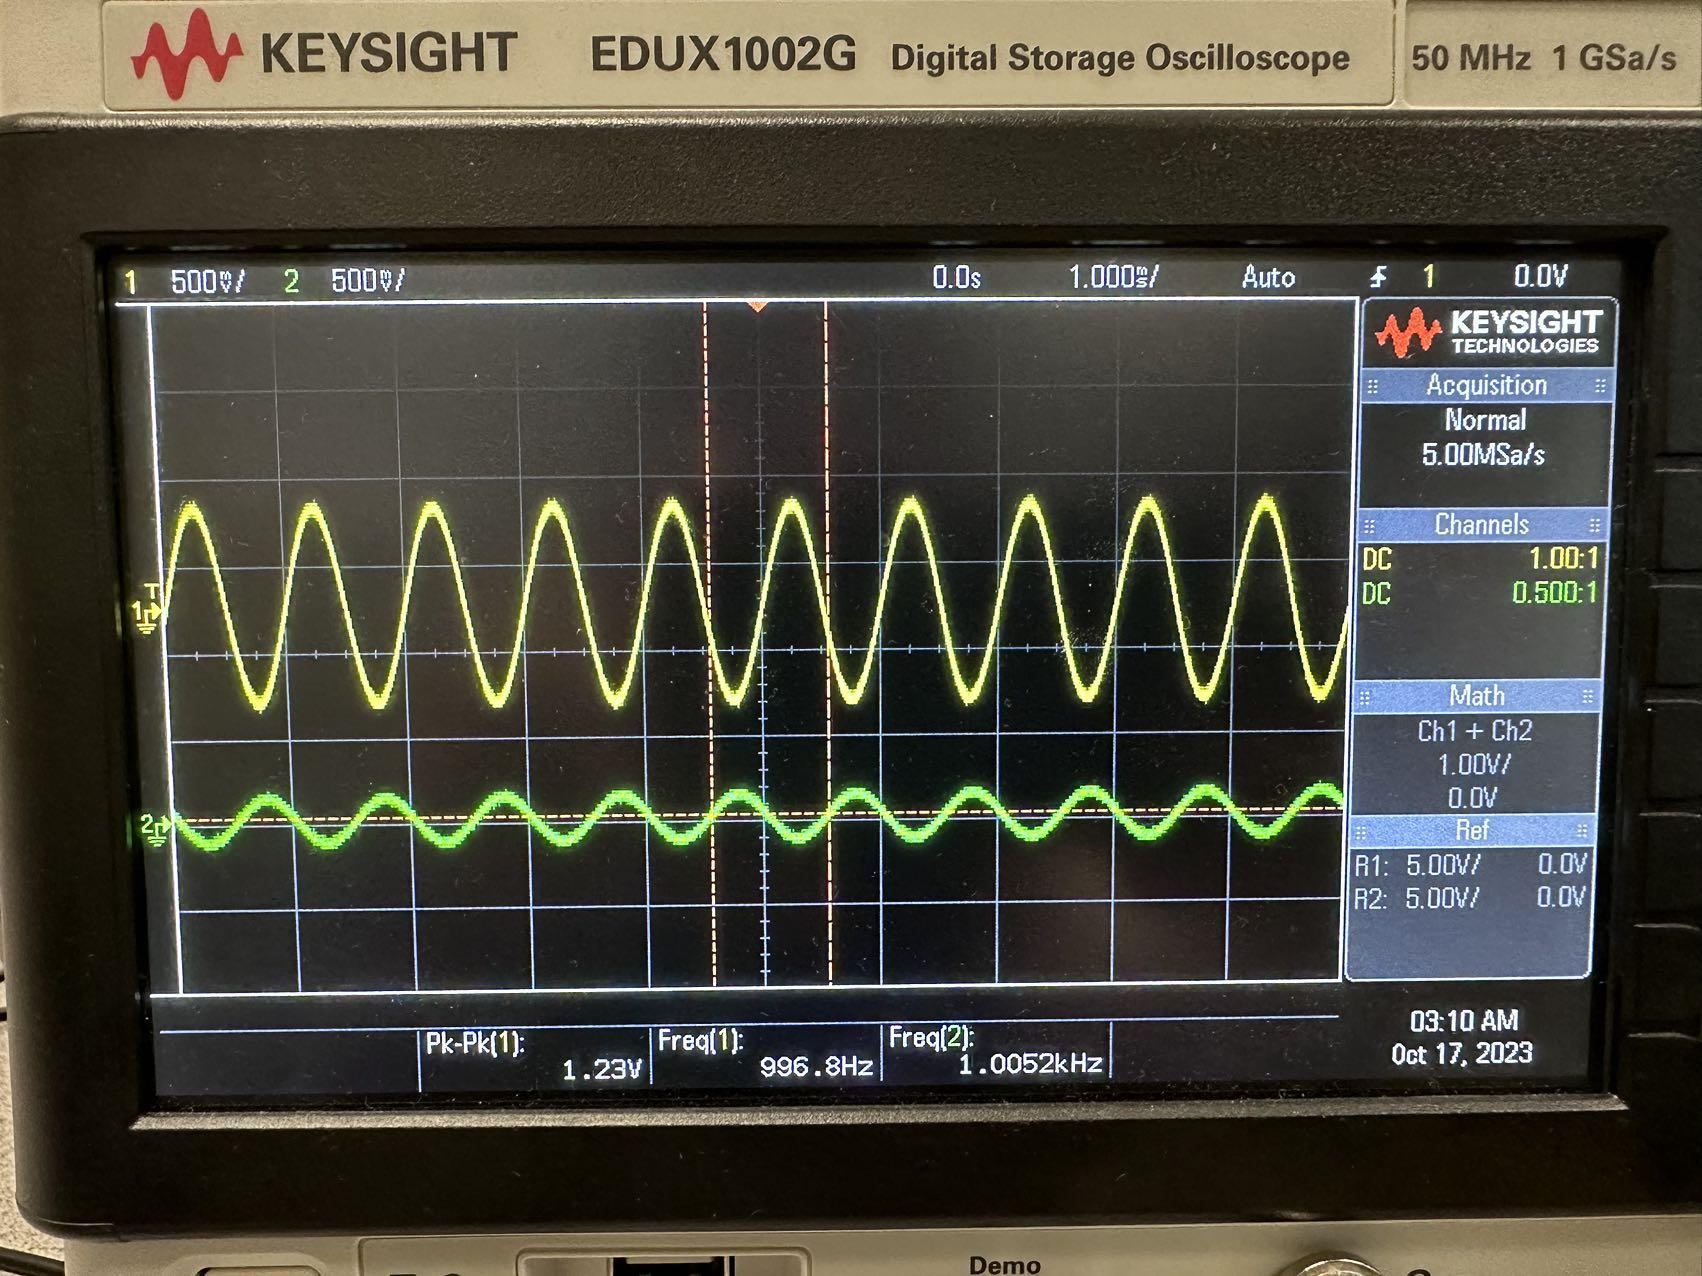 KEYSIGHT EDUX1002G Digital Storage Oscilloscope 50 MHz 1 GSa/s
1 500mV/ 2 500mV/ 0.0s 1.000ms/ Auto 1 0.0V
KEYSIGHT
TECHNOLOGIES
Acquisition
Normal
5.00MSa/s
Channels
DC 1.00:1
DC 0.500:1
T
1
Math
Ch1 + Ch2
1.00V/
0.0V
2
Ref
R1: 5.00V/ 0.0V
R2: 5.00V/ 0.0V
Pk-Pk(1):
1.23V
Freq(1):
996.8Hz
Freq(2):
1.0052kHz
03:10 AM
Oct 17, 2023
Demo